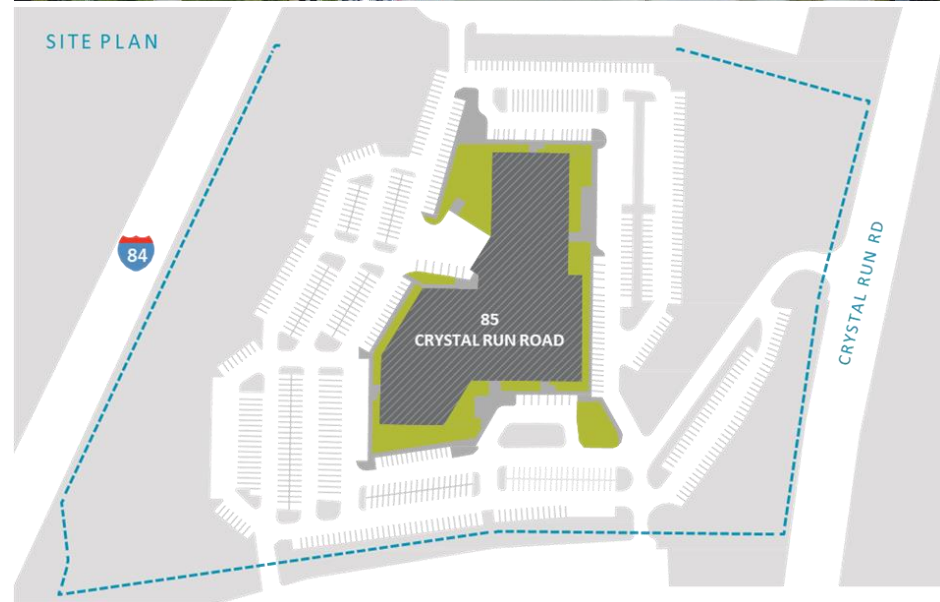 SITE PLAN
84
85
CRYSTAL RUN ROAD
CRYSTAL RUN RD